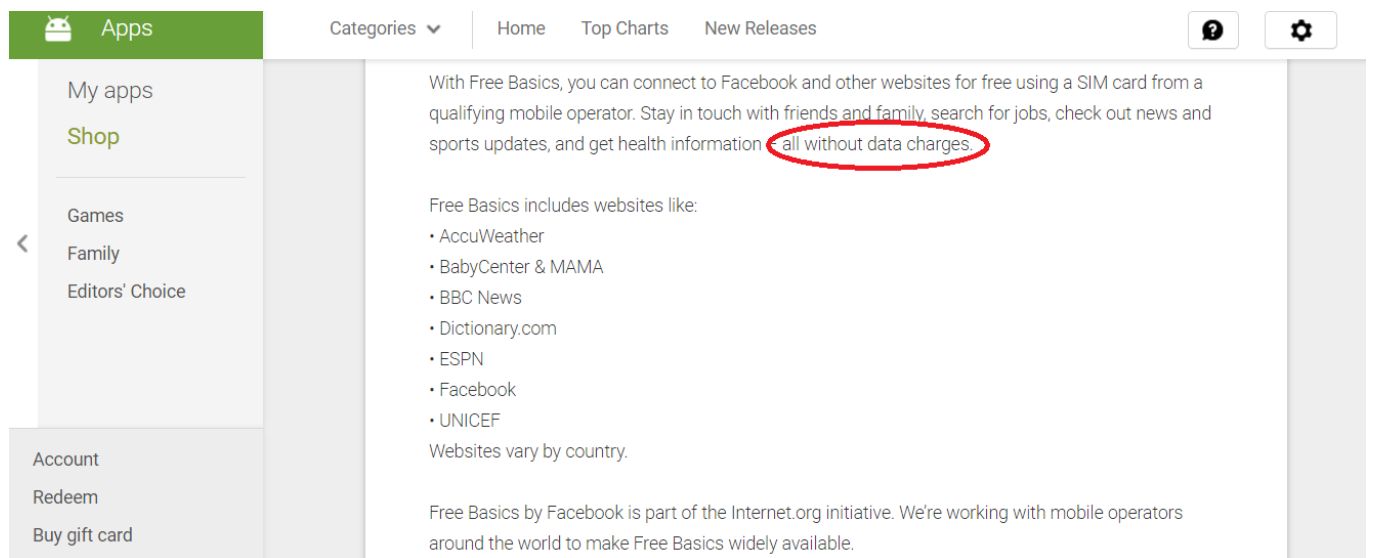 Apps
Categories
Home
Top Charts
New Releases
My apps
Shop
Games
Family
Editors' Choice
Account
Redeem
Buy gift card
With Free Basics, you can connect to Facebook and other websites for free using a SIM card from a
qualifying mobile operator. Stay in touch with friends and family, search for jobs, check out news and
sports updates, and get health information – all without data charges.
Free Basics includes websites like:
• AccuWeather
• BabyCenter & MAMA
• BBC News
• Dictionary.com
• ESPN
• Facebook
• UNICEF
Websites vary by country.
Free Basics by Facebook is part of the Internet.org initiative. We’re working with mobile operators
around the world to make Free Basics widely available.